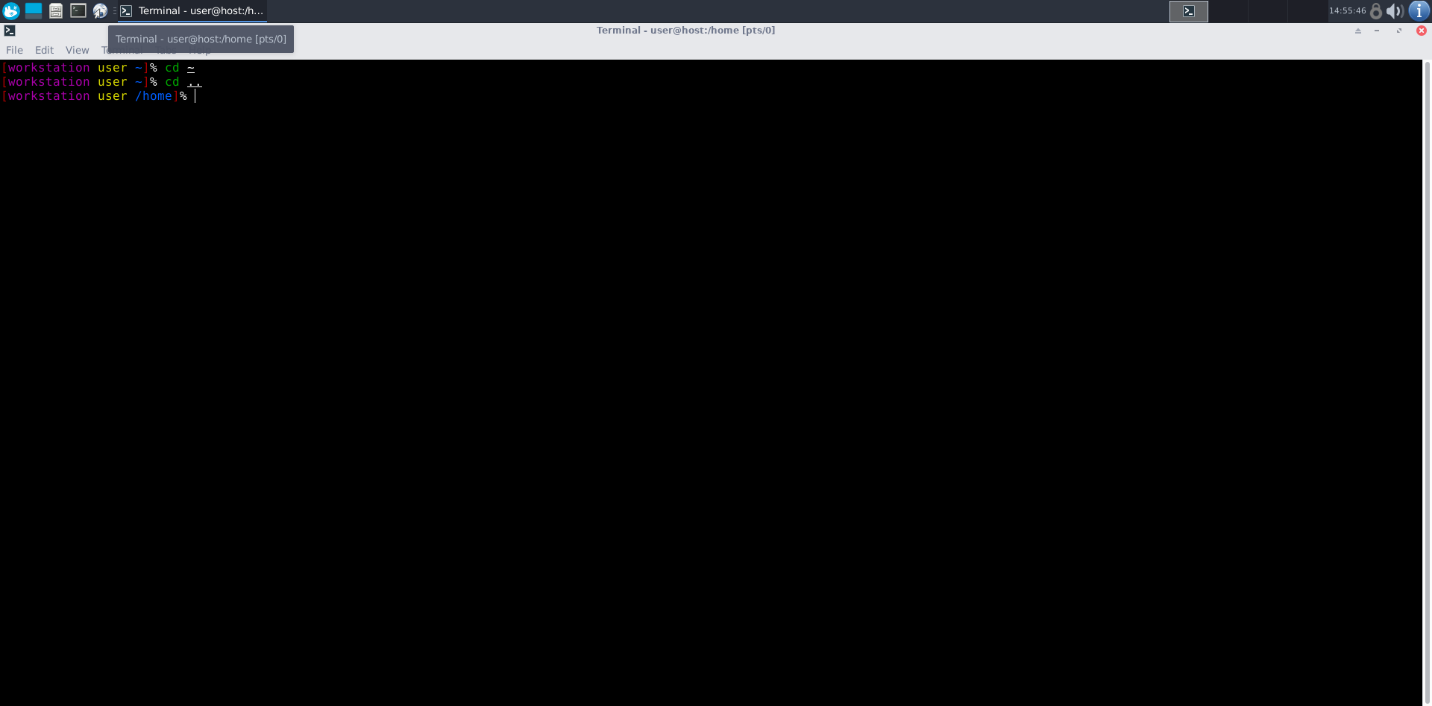 Terminal - user@host:/h...
14:55:46
Terminal - user@host:/home [pts/0]
Terminal - user@host:/home [pts/0]
File Edit View
[workstation user ~]% cd ~
[workstation user ~]% cd ..
[workstation user /home]%